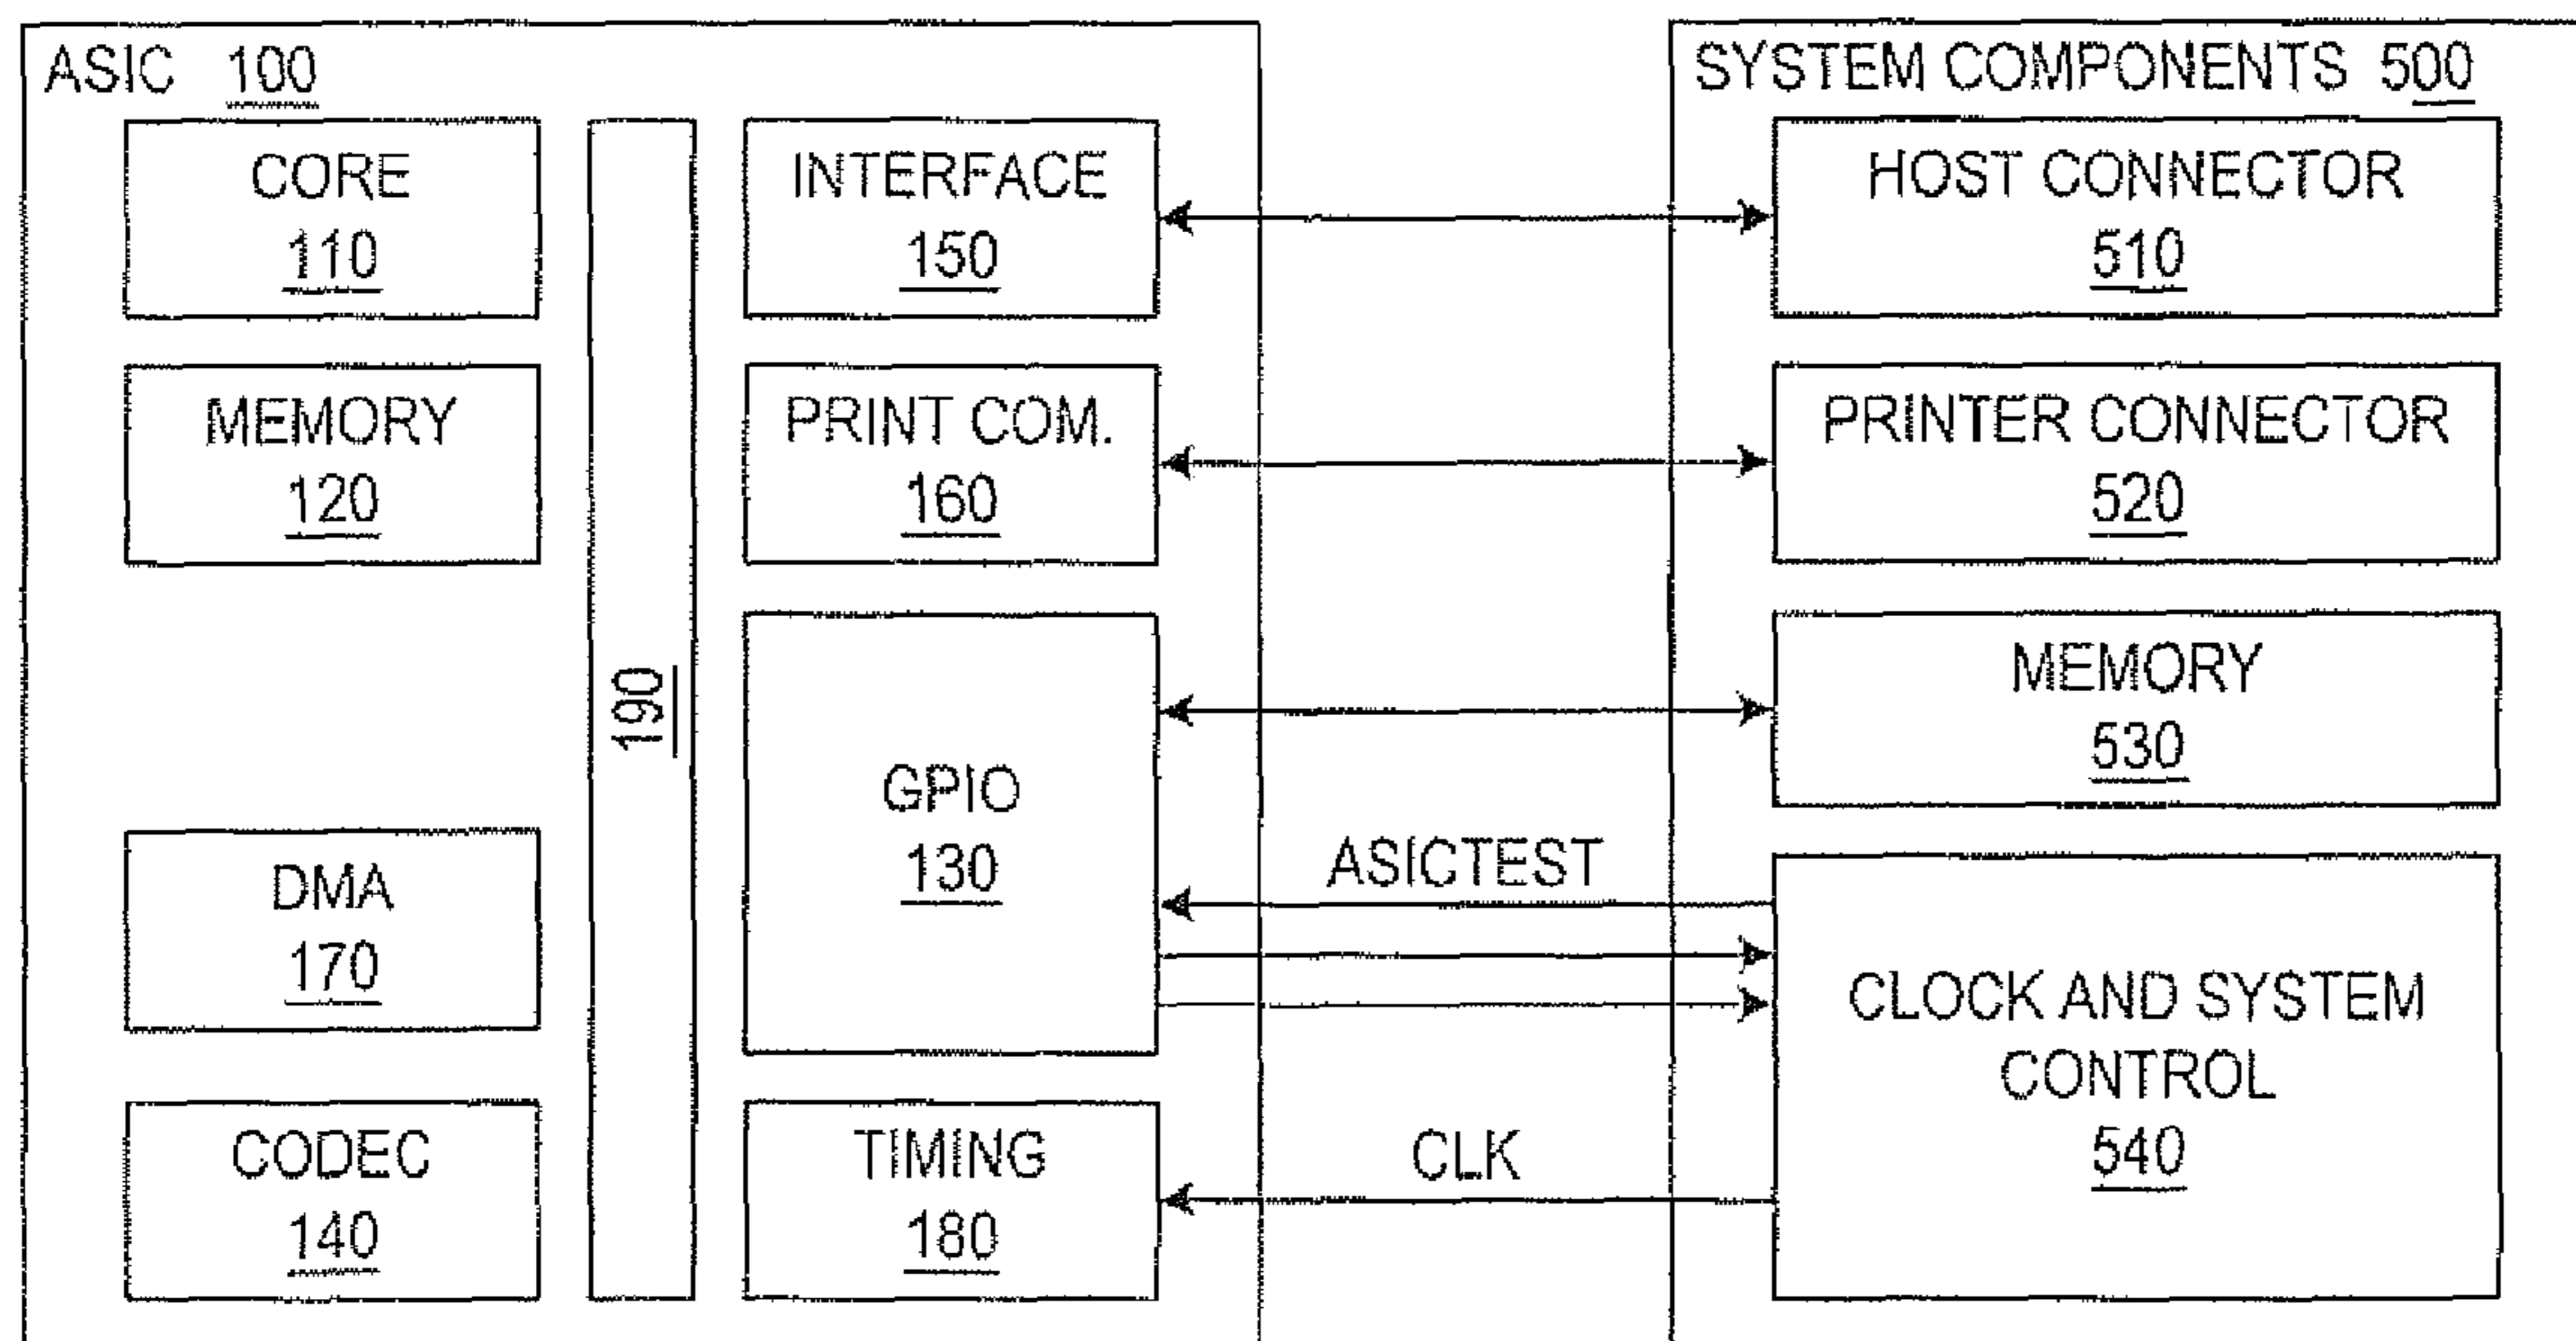 ASIC 100
CORE
110
MEMORY
120
DMA
170
CODEC
140
190
INTERFACE
150
PRINT COM.
160
GPIO
130
TIMING
180
ASICTEST
CLK
SYSTEM COMPONENTS 500
HOST CONNECTOR
510
PRINTER CONNECTOR
520
MEMORY
530
CLOCK AND SYSTEM
CONTROL
540